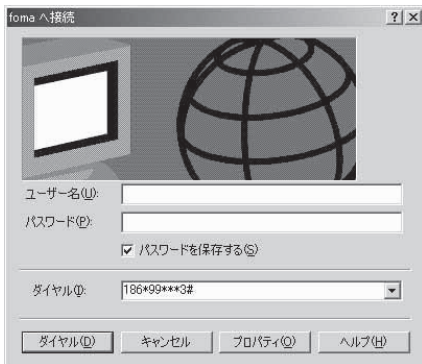 foma へ接続
ユーザー名(U):
パスワード(P):
パスワードを保存する(S)
ダイヤル(I): 186*99***3#
ダイヤル(D) キャンセル プロパティ(O) ヘルプ(H)